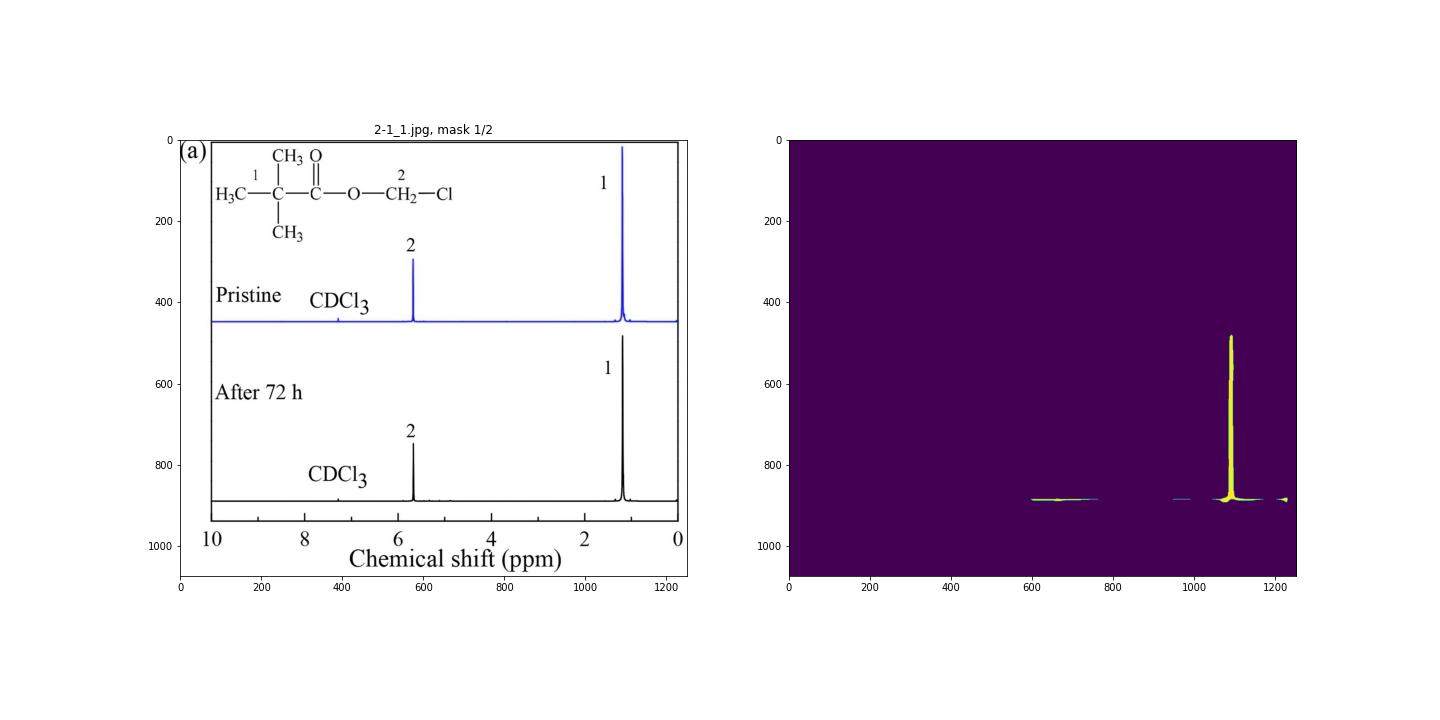 2-1_1.jpg, mask 1/2
(a)
CH3 O
1 2
H3C C C O CH2 Cl
CH3
1
2
Pristine CDCl3
1
After 72 h
2
CDCl3
10 8 6 4 2 0
Chemical shift (ppm)
0
200
400
600
800
1000
0 200 400 600 800 1000 1200
0
200
400
600
800
1000
0 200 400 600 800 1000 1200